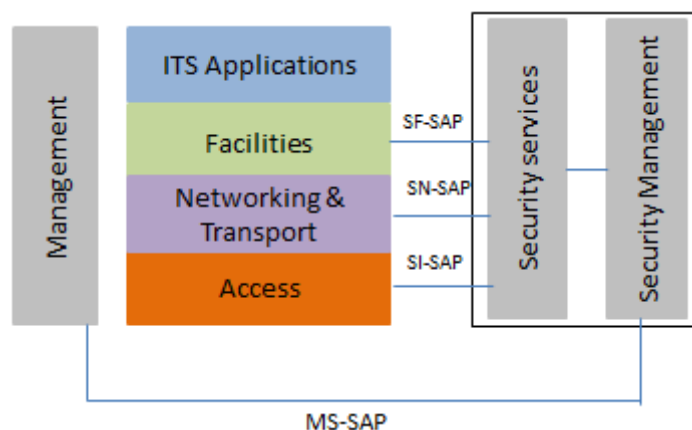 Management
ITS Applications
Facilities
Networking &
Transport
Access
SF-SAP
SN-SAP
SI-SAP
Security services
Security Management
MS-SAP